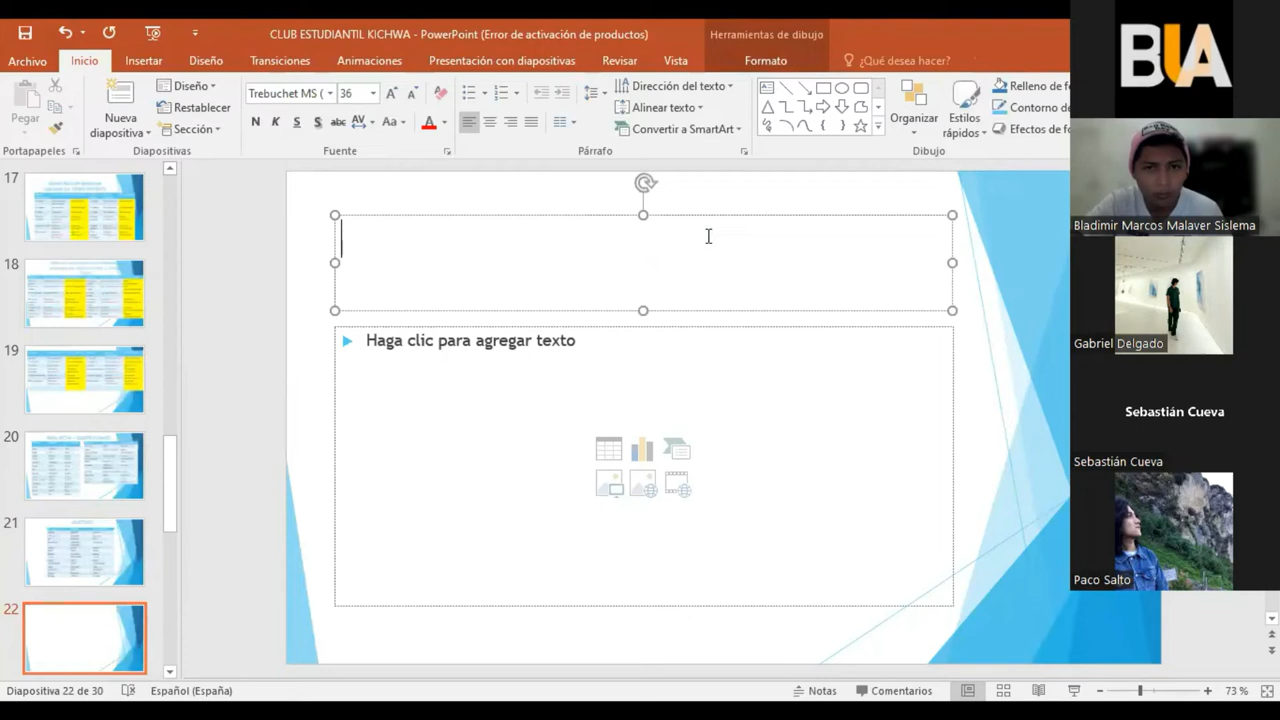 CLUB ESTUDIANTIL KICHWA - PowerPoint (Error de activación de productos)
Herramientas de dibujo
Archivo
Inicio
Insertar
Diseño
Transiciones
Animaciones
Presentación con diapositivas
Revisar
Vista
Formato
¿Qué desea hacer?
Pegar
Nueva
diapositiva
Diseño
Restablecer
Sección
Trebuchet MS (
36
N K S S abc AV Aa A
Dirección del texto
Alinear texto
Convertir a SmartArt
Organizar
Estilos
rápidos
Relleno de f
Contorno de
Efectos de f
Portapapeles
Diapositivas
Fuente
Párrafo
Dibujo
17
18
19
20
21
22
Haga clic para agregar texto
BUA
Bladimir Marcos Malaver Sislema
Gabriel Delgado
Sebastián Cueva
Sebastián Cueva
Paco Salto
Diapositiva 22 de 30
Español (España)
Notas
Comentarios
73 %